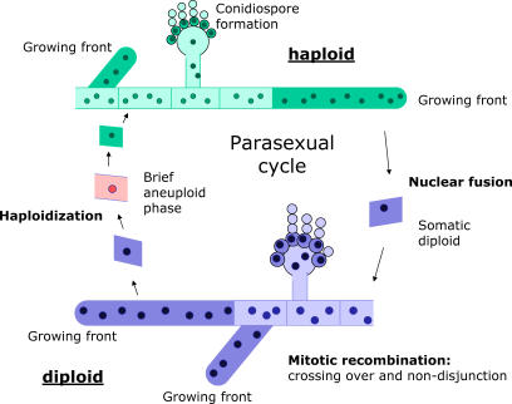 Conidiospore
formation
Growing front
haploid
Growing front
Parasexual
cycle
Nuclear fusion
Brief
aneuploid
phase
Haploidization
Somatic
diploid
Growing front
Mitotic recombination:
crossing over and non-disjunction
diploid
Growing front